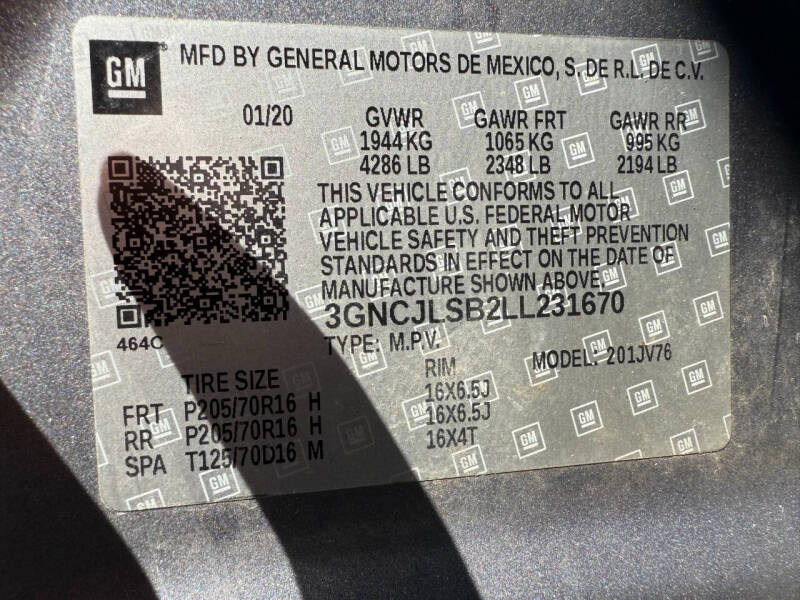 GM MFD BY GENERAL MOTORS DE MEXICO, S. DE R.L. DE C.V.
01/20 GVWR GAWR FRT GAWR RR
1944 KG 1065 KG 995 KG
4286 LB 2348 LB 2194 LB
THIS VEHICLE CONFORMS TO ALL
APPLICABLE U.S. FEDERAL MOTOR
VEHICLE SAFETY AND THEFT PREVENTION
STANDARDS IN EFFECT ON THE DATE OF
MANUFACTURE SHOWN ABOVE.
3GNCJLSB2LL231670
464C TYPE: M.P.V. MODEL: 201JV76
TIRE SIZE RIM
FRT P205/70R16 H 16X6.5J
RR P205/70R16 H 16X6.5J
SPA T125/70D16 M 16X4T